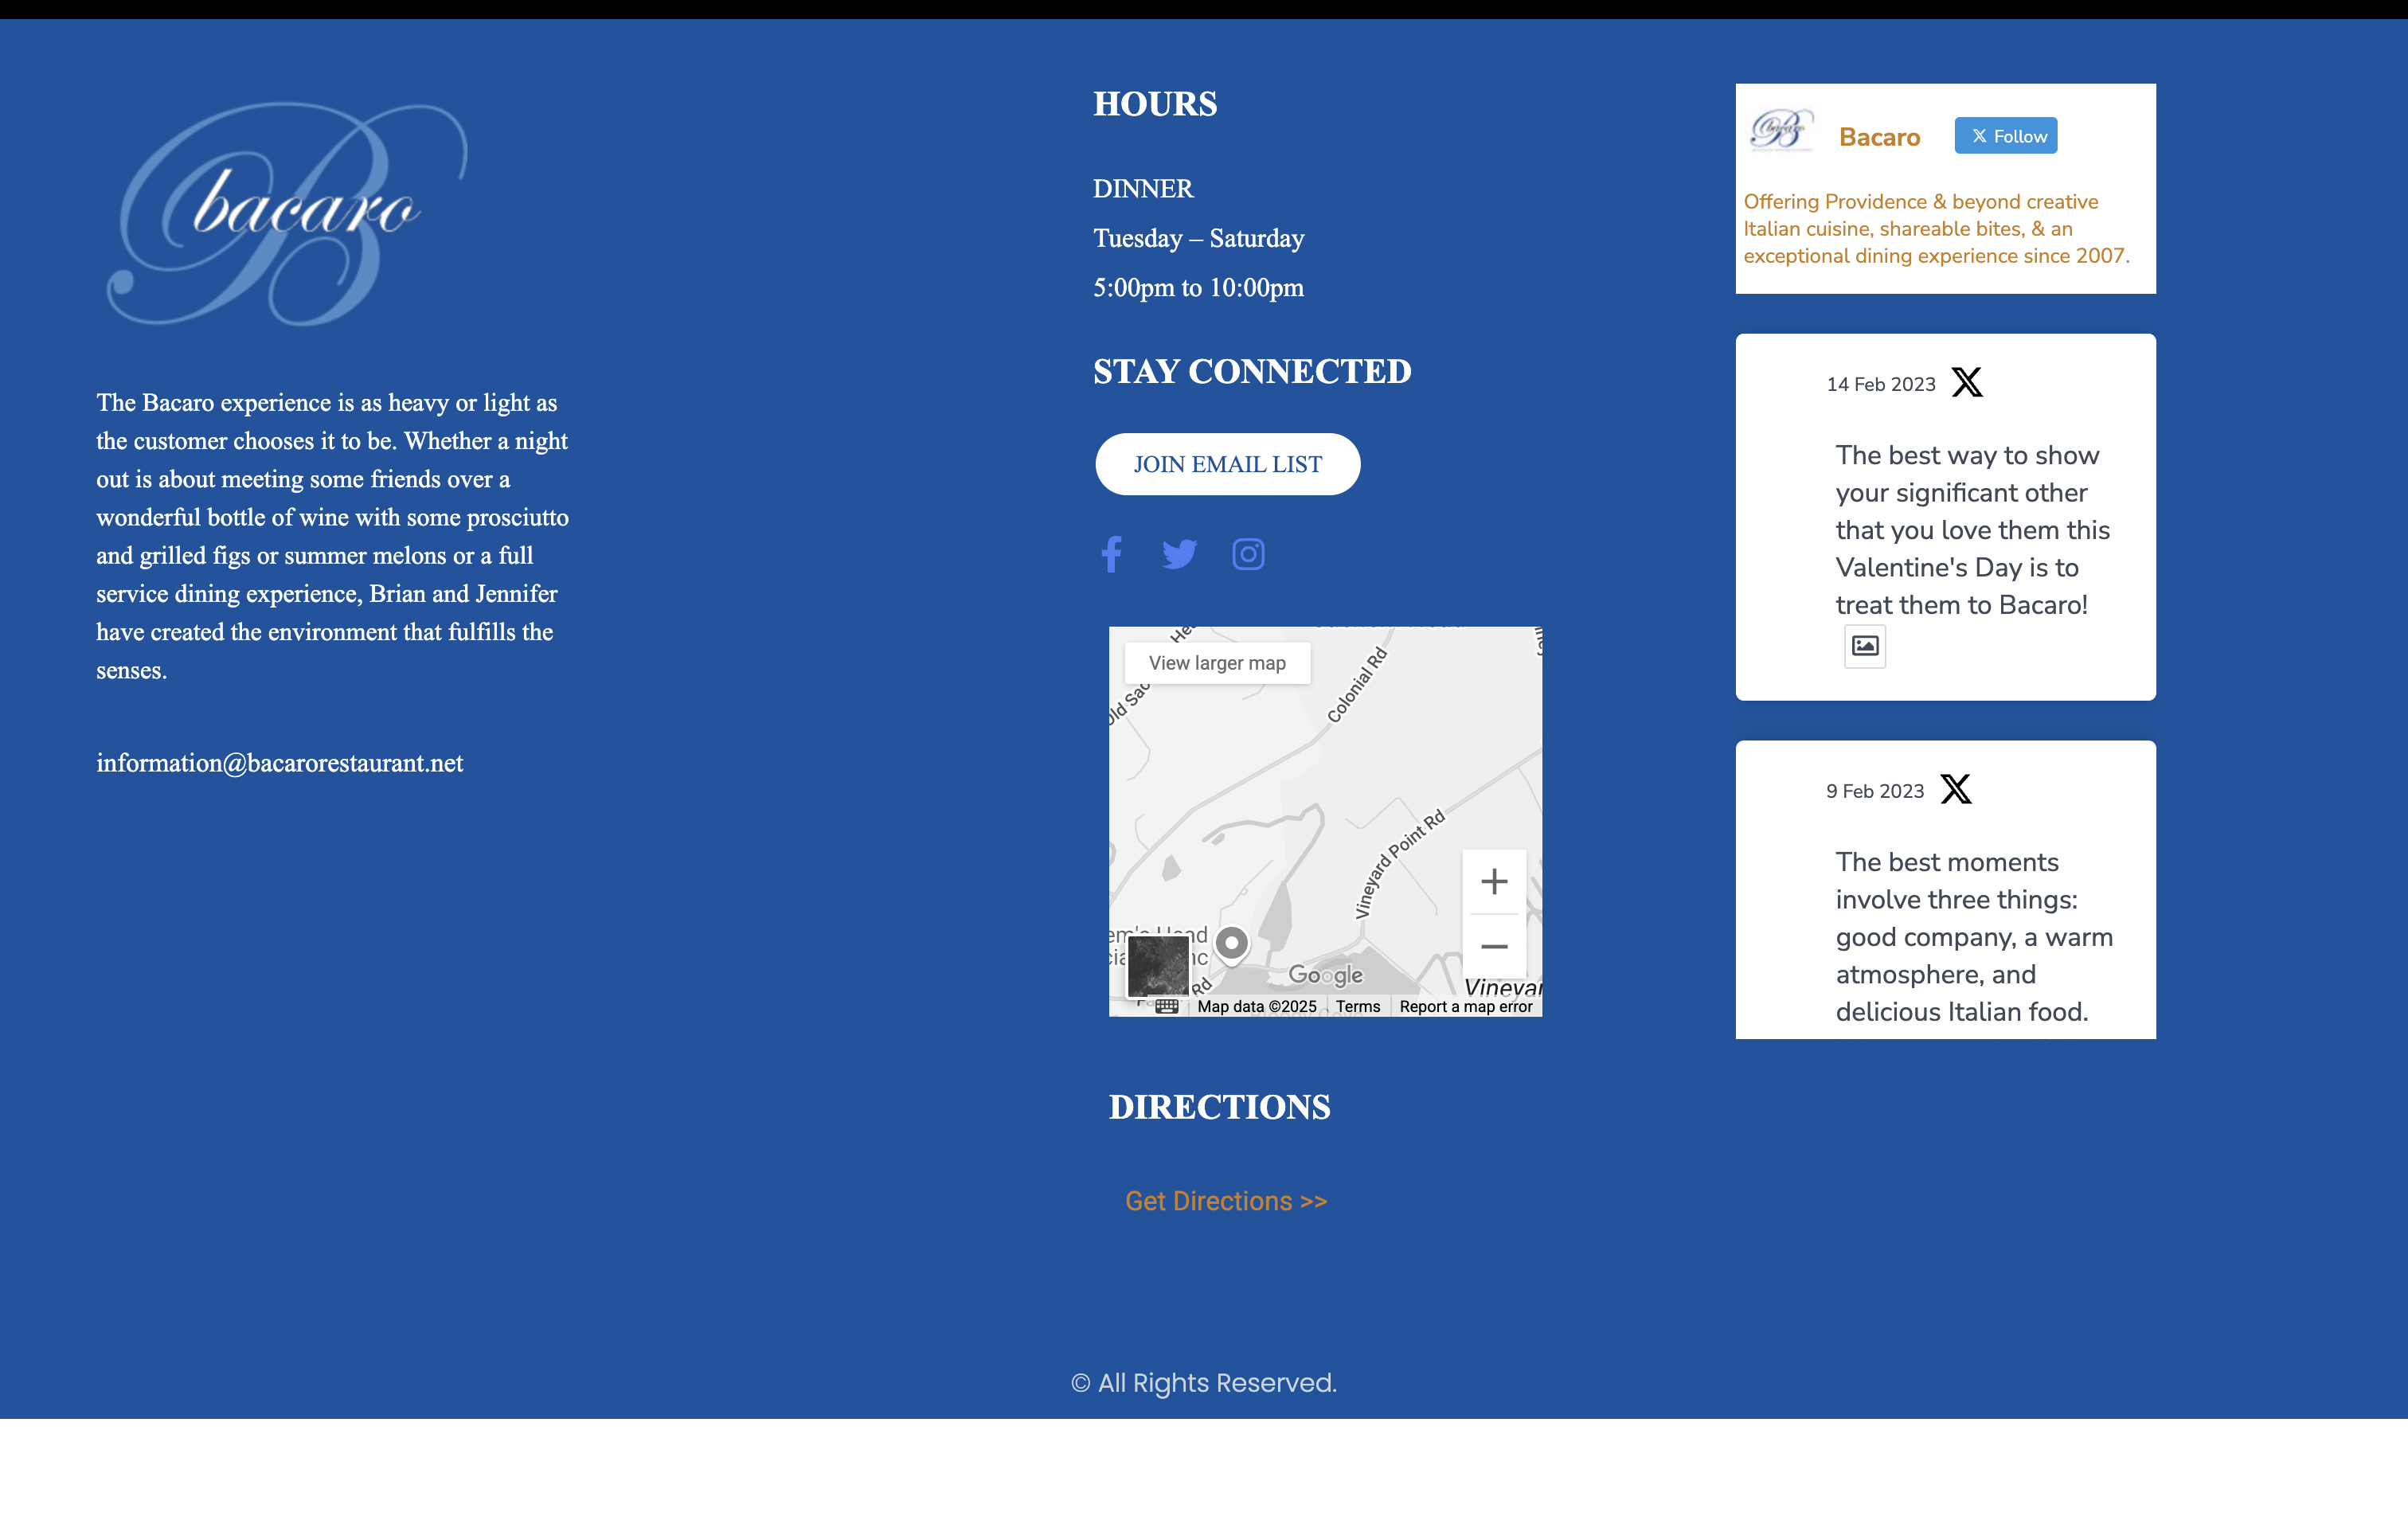 bacaro
The Bacaro experience is as heavy or light as
the customer chooses it to be. Whether a night
out is about meeting some friends over a
wonderful bottle of wine with some prosciutto
and grilled figs or summer melons or a full
service dining experience, Brian and Jennifer
have created the environment that fulfills the
senses.
information@bacarorestaurant.net
HOURS
DINNER
Tuesday – Saturday
5:00pm to 10:00pm
STAY CONNECTED
JOIN EMAIL LIST
View larger map
Colonial Rd
Vineyard Point Rd
Rd
Google
Map data ©2025 Terms Report a map error
DIRECTIONS
Get Directions >>
Bacaro
Follow
Offering Providence & beyond creative
Italian cuisine, shareable bites, & an
exceptional dining experience since 2007.
14 Feb 2023
The best way to show
your significant other
that you love them this
Valentine's Day is to
treat them to Bacaro!
9 Feb 2023
The best moments
involve three things:
good company, a warm
atmosphere, and
delicious Italian food.
© All Rights Reserved.